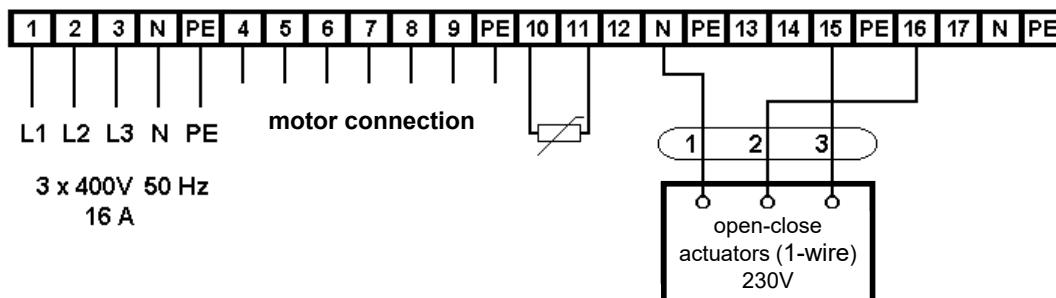 1 2 3 N PE 4 5 6 7 8 9 PE 10 11 12 N PE 13 14 15 PE 16 17 N PE
L1 L2 L3 N PE
motor connection
1 2 3
3 x 400V 50 Hz
16 A
open-close
actuators (1-wire)
230V